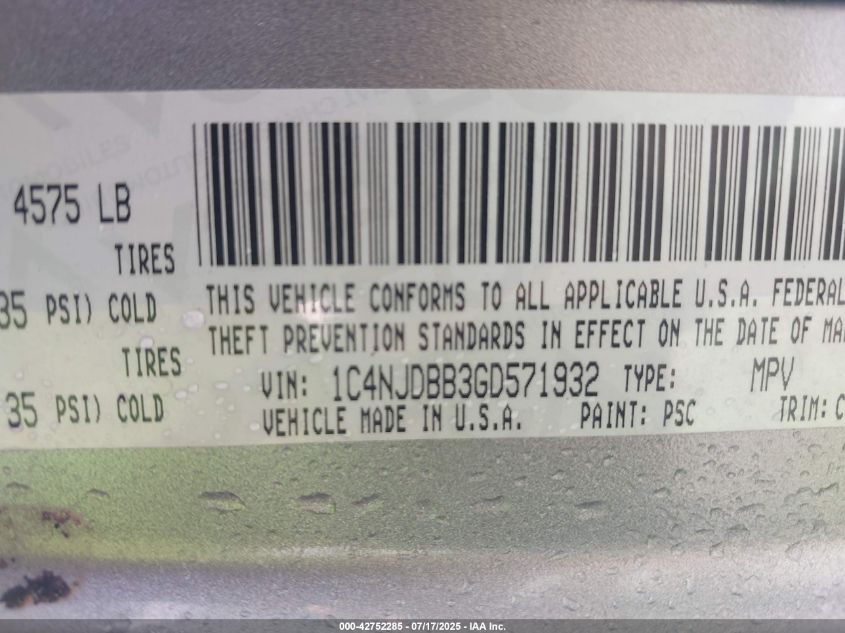 4575 LB
TIRES
35 PSI) COLD
TIRES
35 PSI) COLD
THIS VEHICLE CONFORMS TO ALL APPLICABLE U.S.A. FEDERAL
THEFT PREVENTION STANDARDS IN EFFECT ON THE DATE OF MA
VIN: 1C4NJDBB3GD571932 TYPE: MPV
VEHICLE MADE IN U.S.A. PAINT: PSC TRIM: C
000-42752285 - 07/17/2025 - IAA Inc.